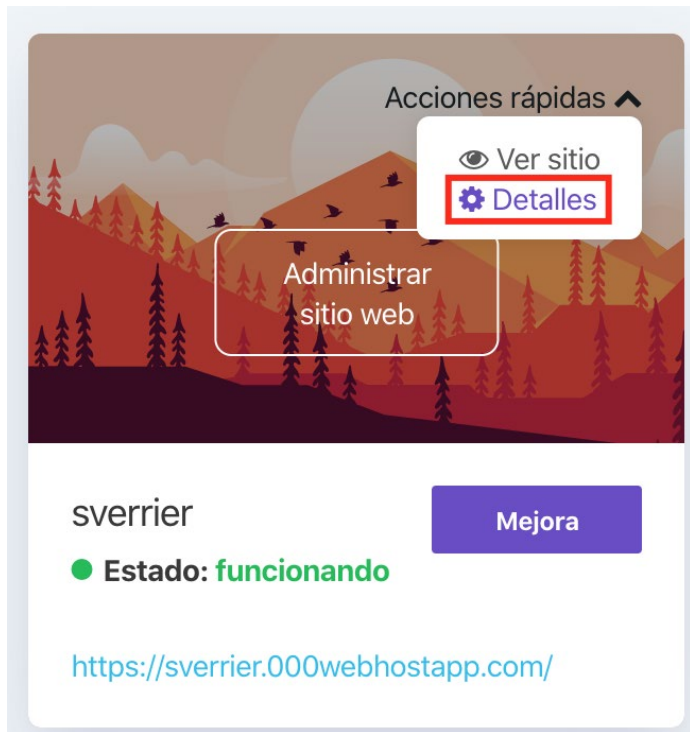 Acciones rápidas
Ver sitio
Detalles
Administrar
sitio web
sverrier
Mejora
Estado: funcionando
https://sverrier.000webhostapp.com/